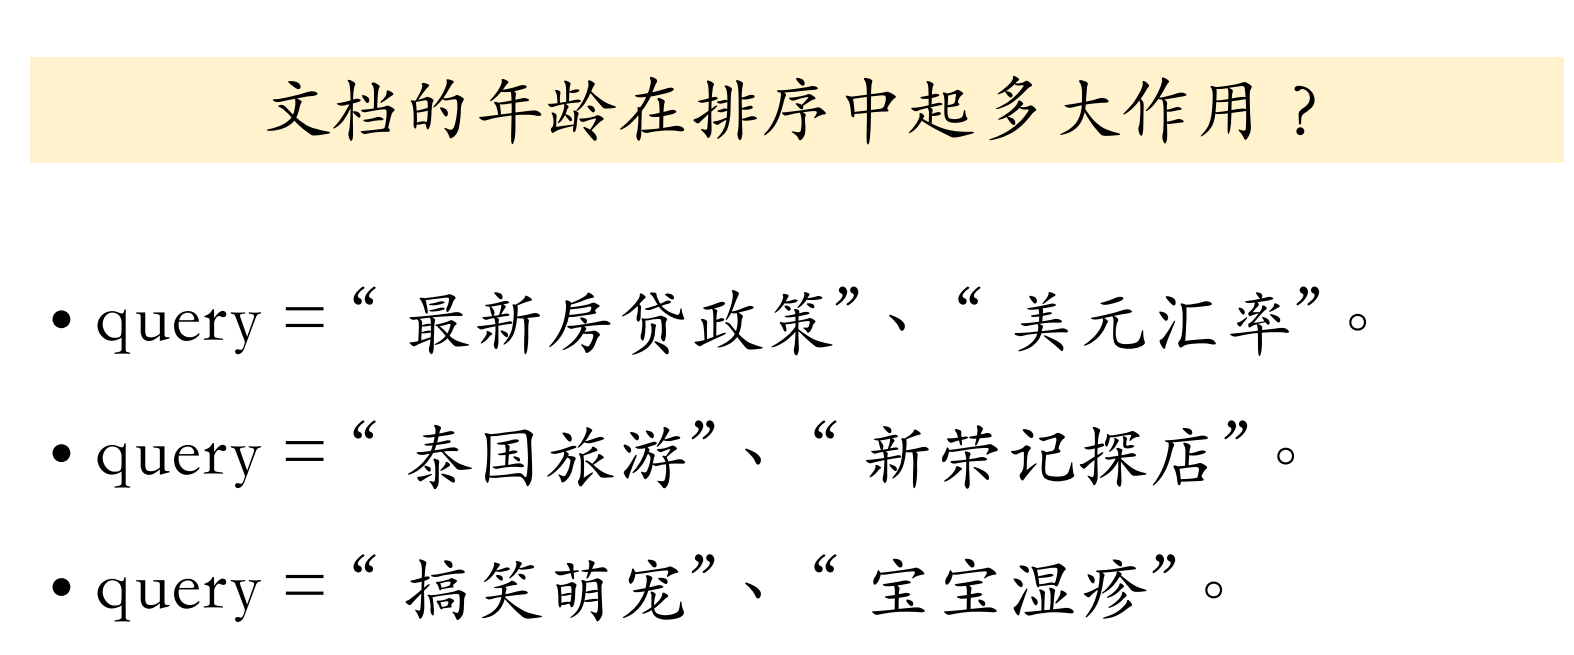 文档的年龄在排序中起多大作用？
• query =“最新房贷政策”、“美元汇率”。
• query =“泰国旅游”、“新荣记探店”。
• query =“搞笑萌宠”、“宝宝湿疹”。